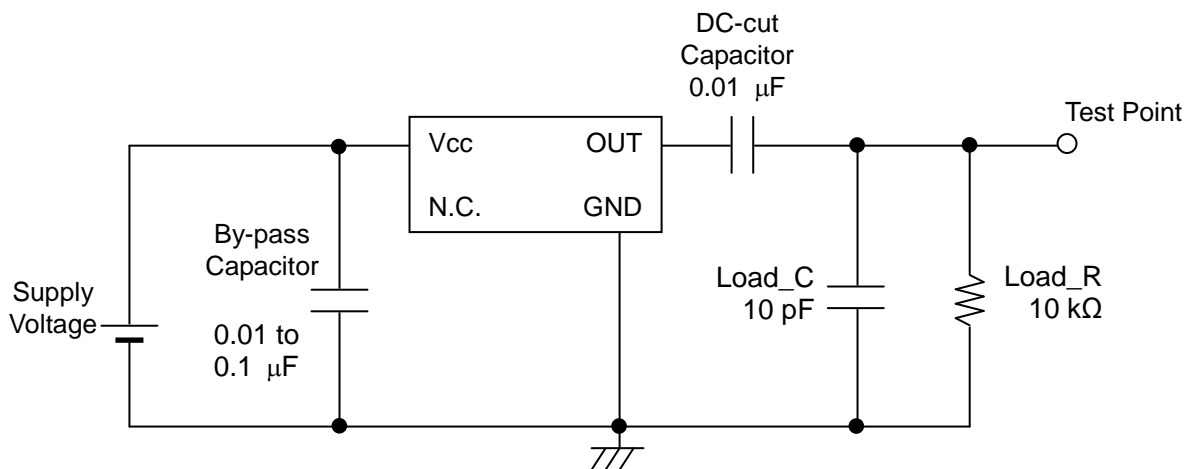 DC-cut
Capacitor
0.01 μF
Test Point
Vcc OUT
N.C. GND
By-pass
Capacitor
0.01 to
0.1 μF
Supply
Voltage
Load_C
10 pF
Load_R
10 kΩ